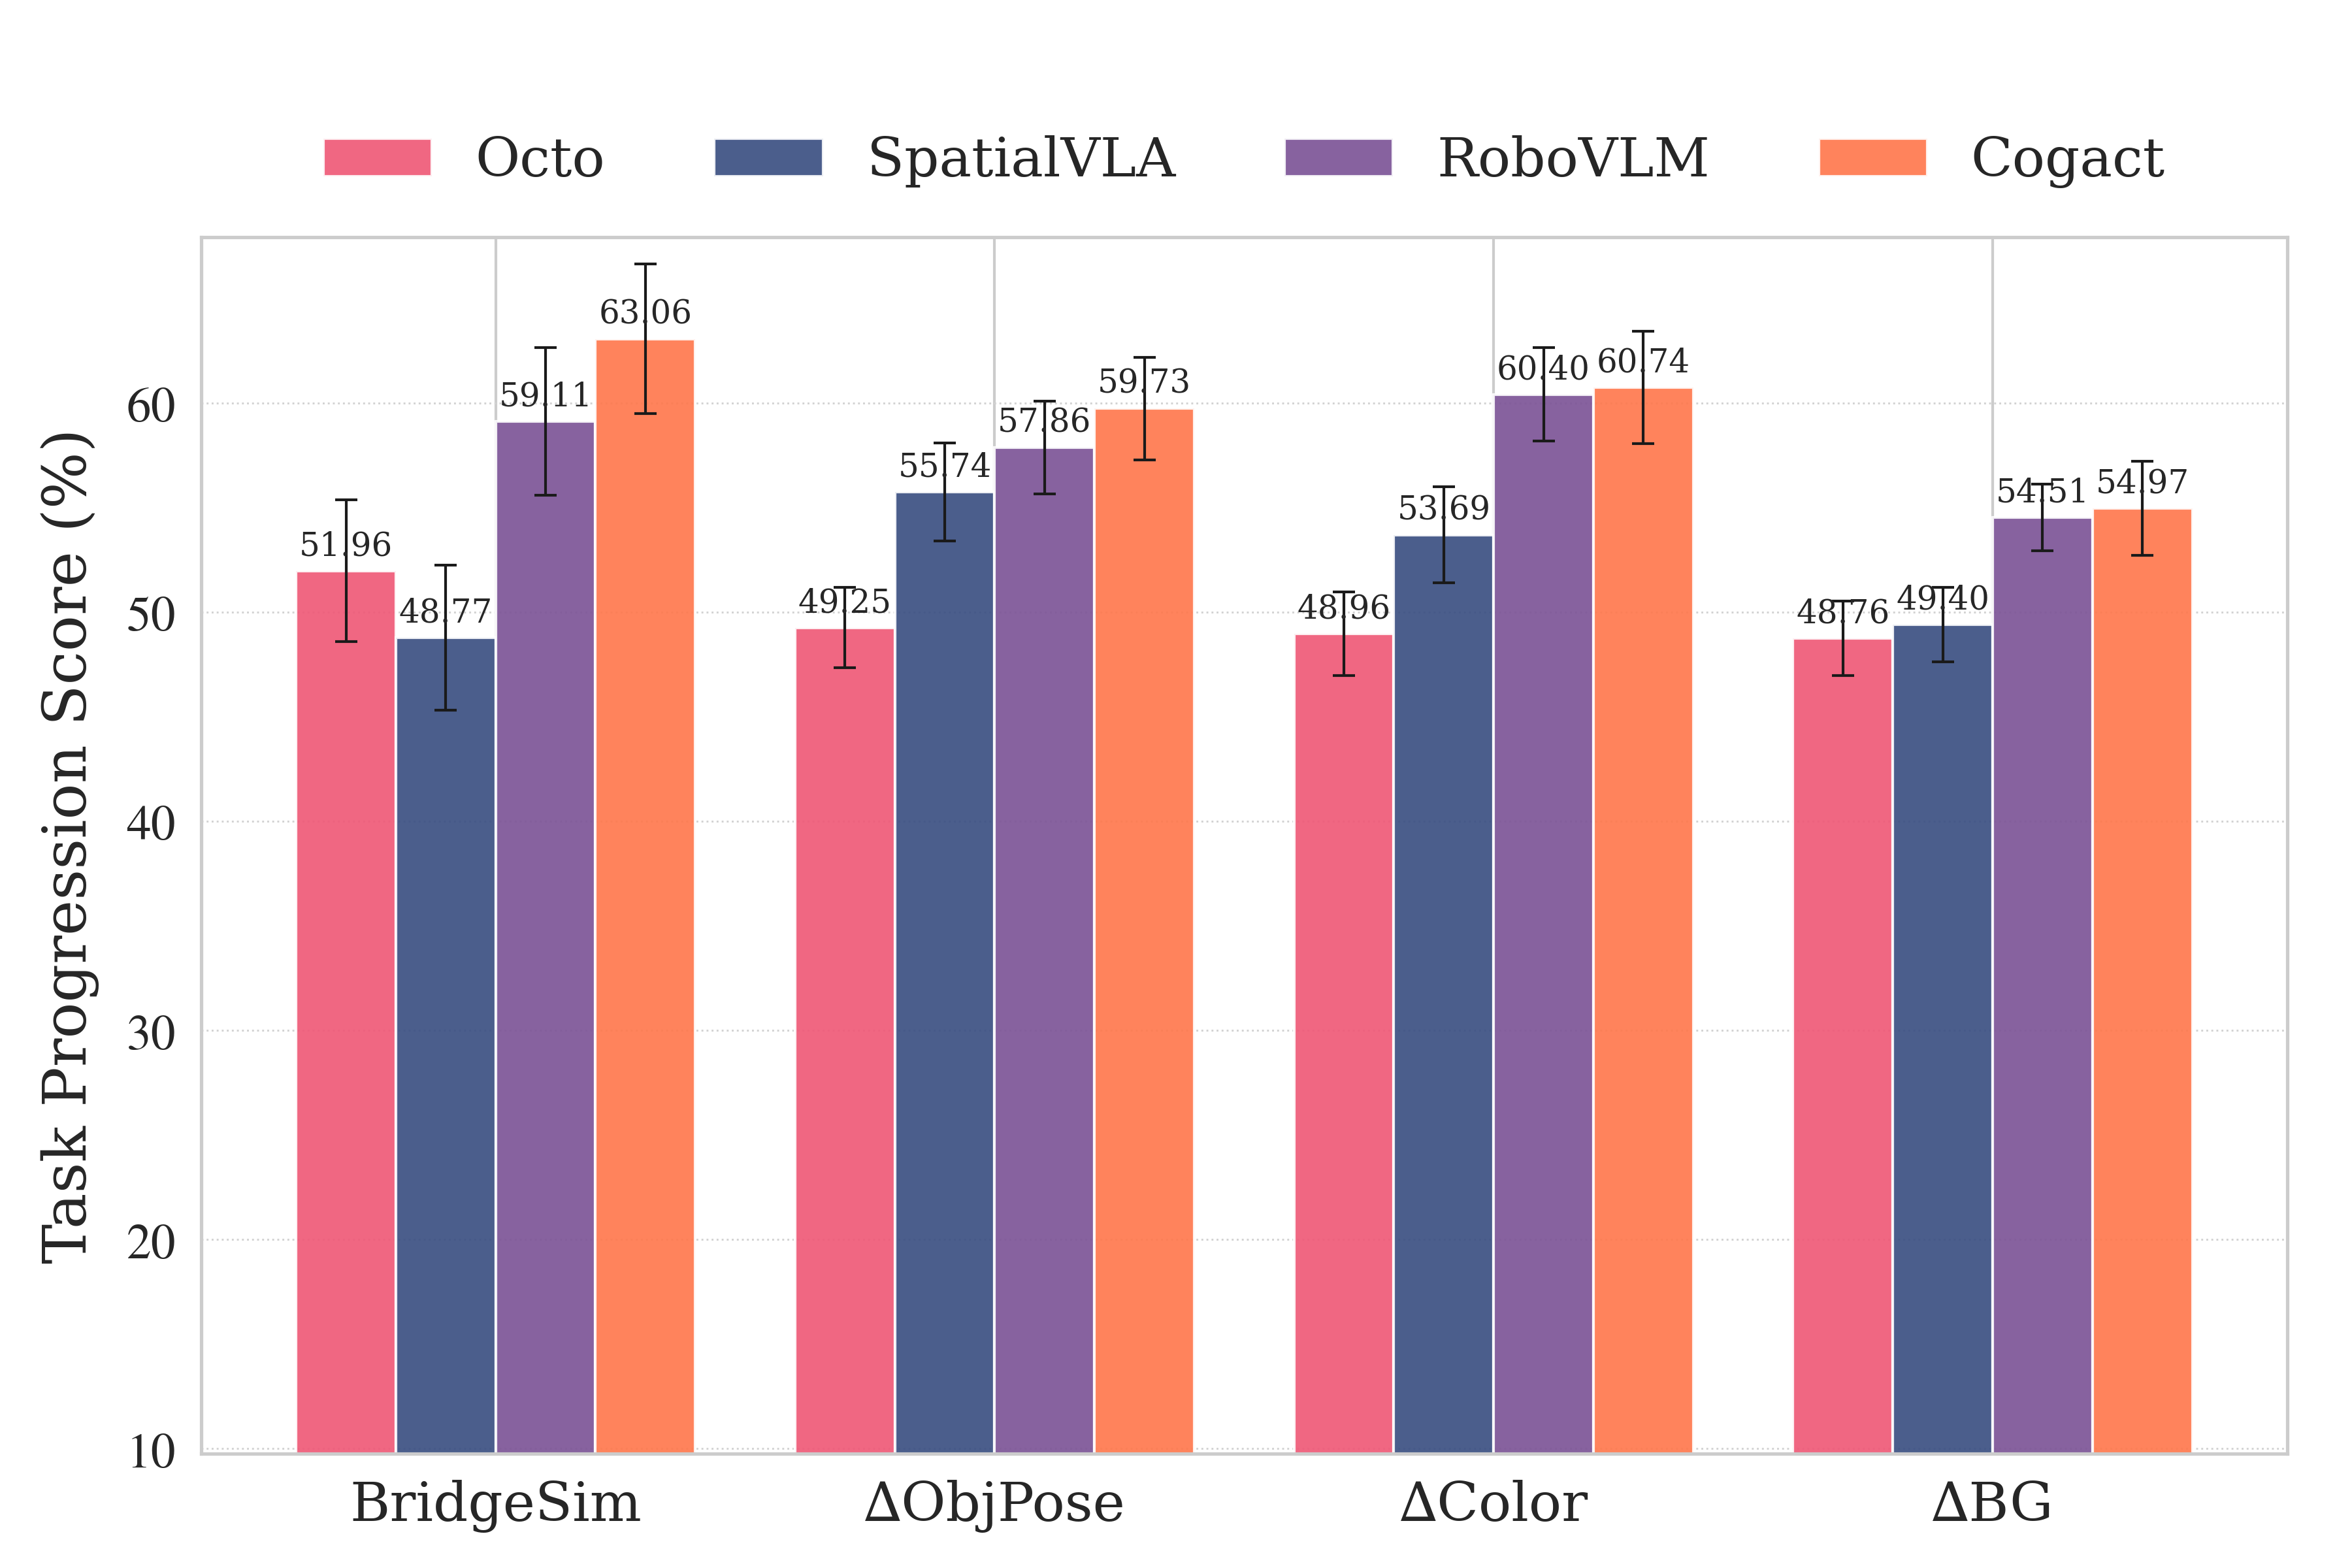 Octo SpatialVLA RoboVLM Cogact
Task Progression Score (%)
60
50
40
30
20
10
51.96 48.77 59.11 63.06
49.25 55.74 57.86 59.73
48.96 53.69 60.40 60.74
48.76 49.40 54.51 54.97
BridgeSim ΔObjPose ΔColor ΔBG